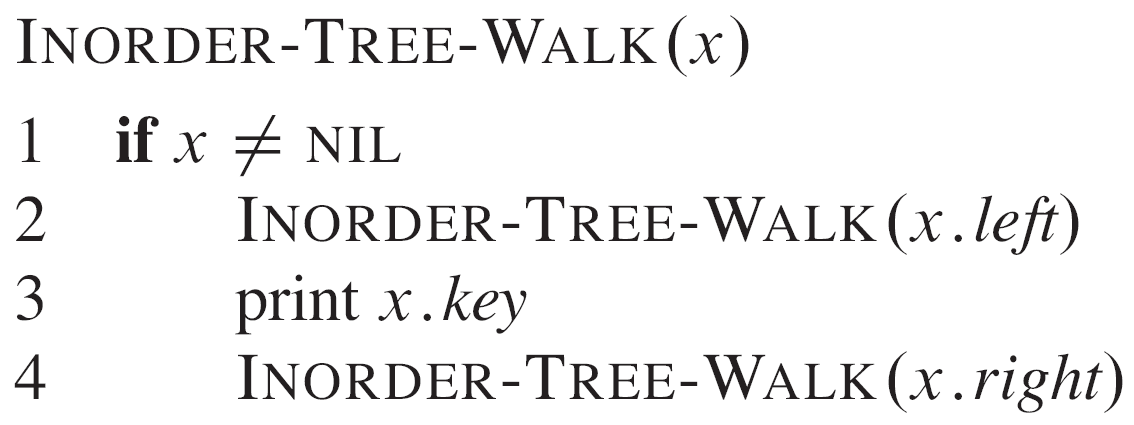 INORDER-TREE-WALK(x)
1 if x ≠ NIL
2 INORDER-TREE-WALK(x.left)
3 print x.key
4 INORDER-TREE-WALK(x.right)